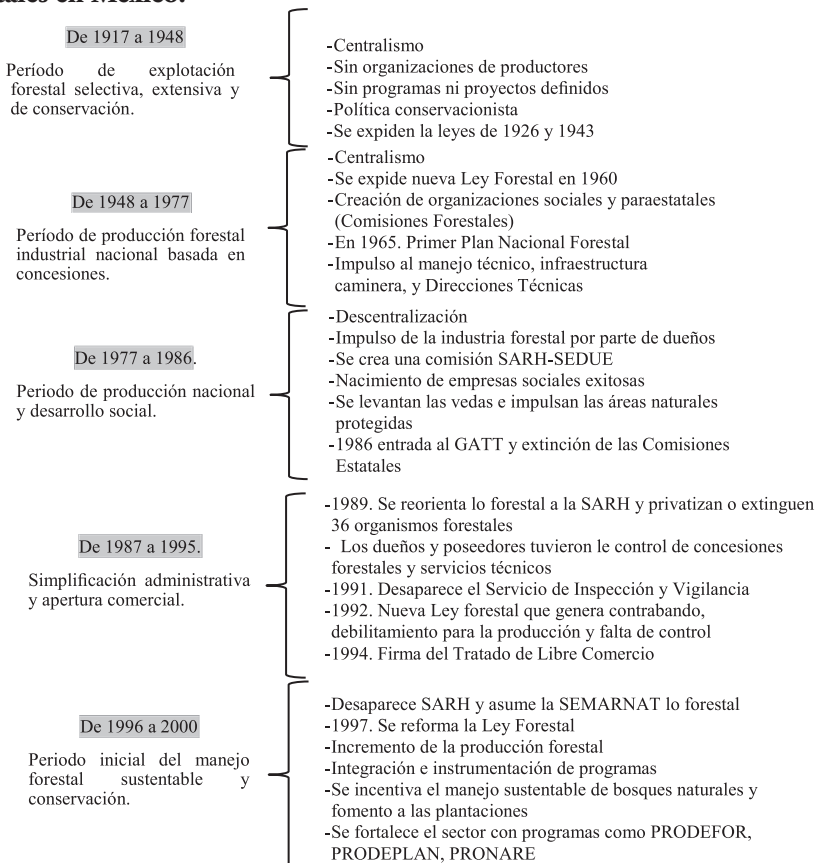 tales en México.
De 1917 a 1948
Período de explotación
forestal selectiva, extensiva y
de conservación.
-Centralismo
-Sin organizaciones de productores
-Sin programas ni proyectos definidos
-Política conservacionista
-Se expiden la leyes de 1926 y 1943
De 1948 a 1977
Período de producción forestal
industrial nacional basada en
concesiones.
-Centralismo
-Se expide nueva Ley Forestal en 1960
-Creación de organizaciones sociales y paraestatales
(Comisiones Forestales)
-En 1965. Primer Plan Nacional Forestal
-Impulso al manejo técnico, infraestructura
caminera, y Direcciones Técnicas
De 1977 a 1986.
Periodo de producción nacional
y desarrollo social.
-Descentralización
-Impulso de la industria forestal por parte de dueños
-Se crea una comisión SARH-SEDUE
-Nacimiento de empresas sociales exitosas
-Se levantan las vedas e impulsan las áreas naturales
protegidas
-1986 entrada al GATT y extinción de las Comisiones
Estatales
De 1987 a 1995.
Simplificación administrativa
y apertura comercial.
-1989. Se reorienta lo forestal a la SARH y privatizan o extinguen
36 organismos forestales
- Los dueños y poseedores tuvieron le control de concesiones
forestales y servicios técnicos
-1991. Desaparece el Servicio de Inspección y Vigilancia
-1992. Nueva Ley forestal que genera contrabando,
debilitamiento para la producción y falta de control
-1994. Firma del Tratado de Libre Comercio
De 1996 a 2000
Periodo inicial del manejo
forestal sustentable y
conservación.
-Desaparece SARH y asume la SEMARNAT lo forestal
-1997. Se reforma la Ley Forestal
-Incremento de la producción forestal
-Integración e instrumentación de programas
-Se incentiva el manejo sustentable de bosques naturales y
fomento a las plantaciones
-Se fortalece el sector con programas como PRODEFOR,
PRODEPLAN, PRONARE